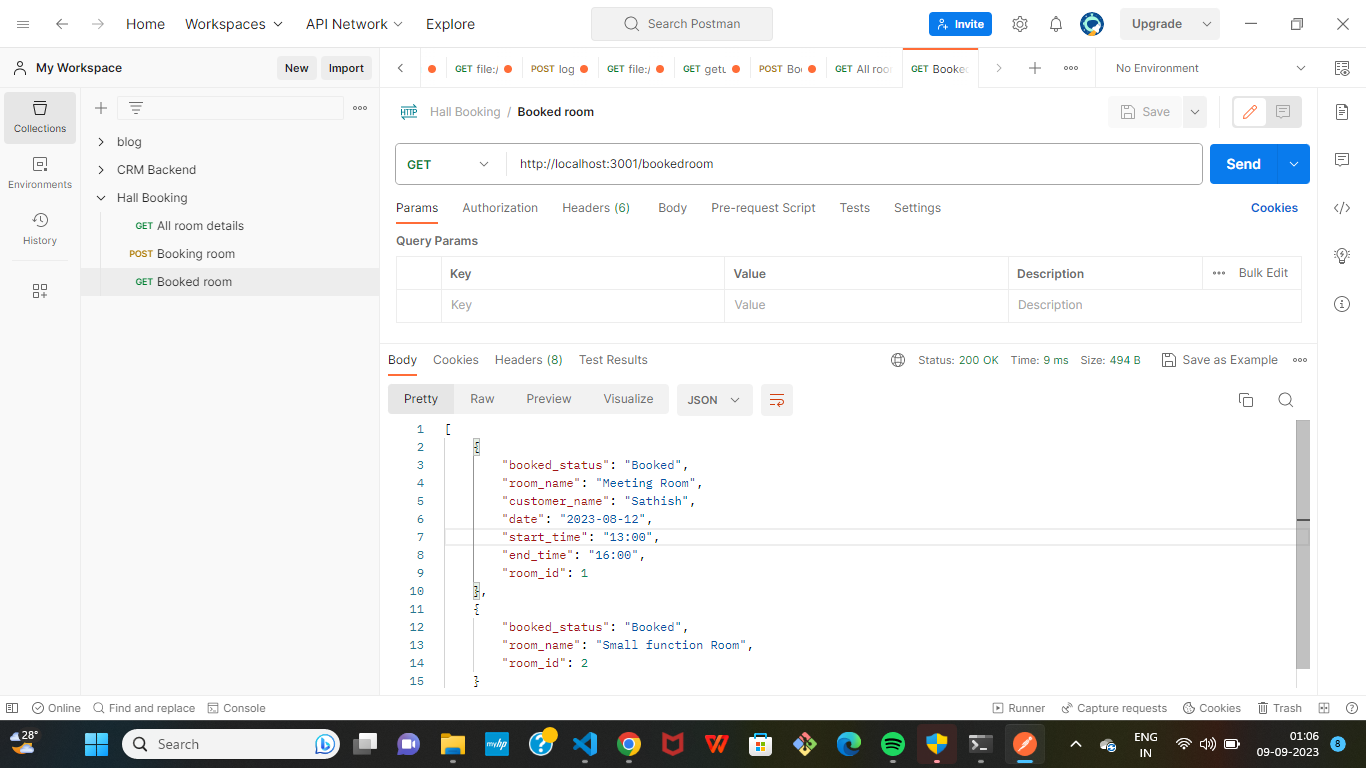 Home Workspaces API Network Explore Search Postman Invite Upgrade
My Workspace New Import GET file:/ POST log GET file:/ GET getu POST Bo GET All roo GET Booked No Environment
Collections
Environments
History
blog
CRM Backend
Hall Booking
GET All room details
POST Booking room
GET Booked room
HTTP Hall Booking / Booked room Save
GET http://localhost:3001/bookedroom Send
Params Authorization Headers (6) Body Pre-request Script Tests Settings Cookies
Query Params
Key Value Description Bulk Edit
Key Value Description
Body Cookies Headers (8) Test Results Status: 200 OK Time: 9 ms Size: 494 B Save as Example
Pretty Raw Preview Visualize JSON
1 [
2 {
3 "booked_status": "Booked",
4 "room_name": "Meeting Room",
5 "customer_name": "Sathish",
6 "date": "2023-08-12",
7 "start_time": "13:00",
8 "end_time": "16:00",
9 "room_id": 1
10 },
11 {
12 "booked_status": "Booked",
13 "room_name": "Small function Room",
14 "room_id": 2
15 }
Online Find and replace Console Runner Capture requests Cookies Trash
28° Search myhp ENG IN 01:06 09-09-2023 8